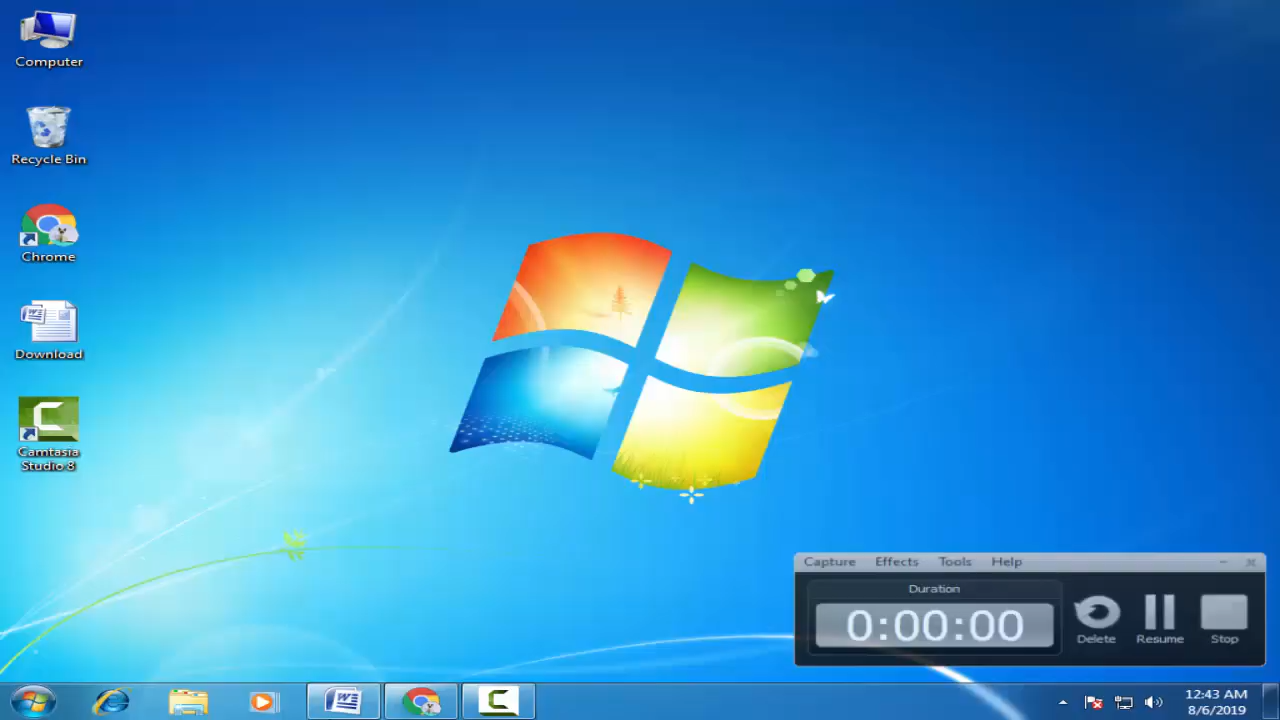 Computer
Recycle Bin
Chrome
Download
Camtasia
Studio 8
Capture Effects Tools Help
Duration
0:00:00
Delete Resume Stop
12:43 AM
8/6/2019